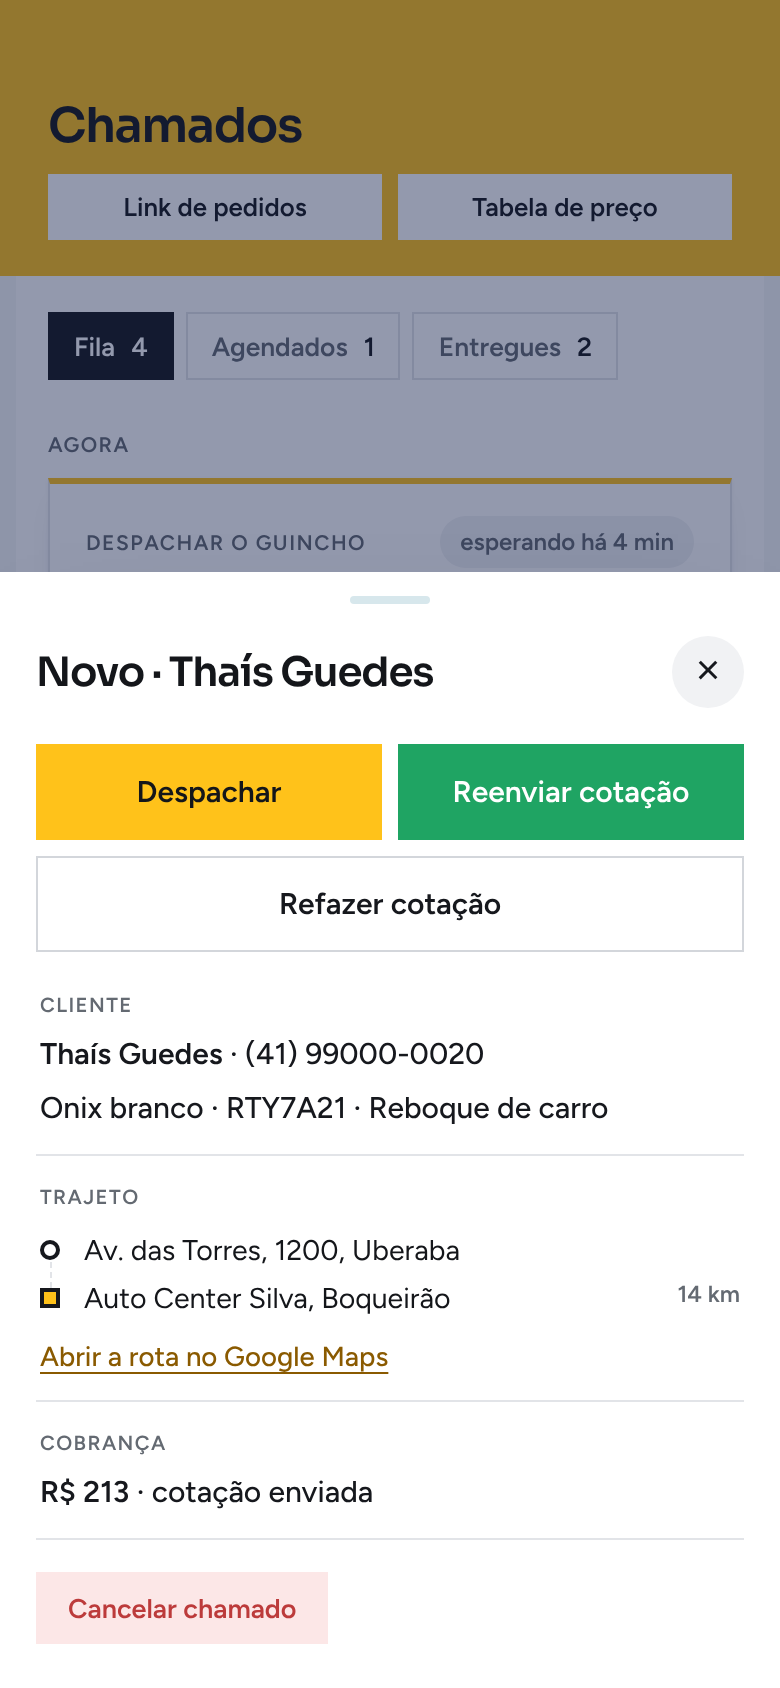 Chamados
Link de pedidos
Tabela de preço
Fila 4
Agendados 1
Entregues 2
AGORA
DESPACHAR O GUINCHO
esperando há 4 min
Novo · Thaís Guedes
Despachar
Reenviar cotação
Refazer cotação
CLIENTE
Thaís Guedes · (41) 99000-0020
Onix branco · RTY7A21 · Reboque de carro
TRAJETO
Av. das Torres, 1200, Uberaba
Auto Center Silva, Boqueirão
14 km
Abrir a rota no Google Maps
COBRANÇA
R$ 213 · cotação enviada
Cancelar chamado